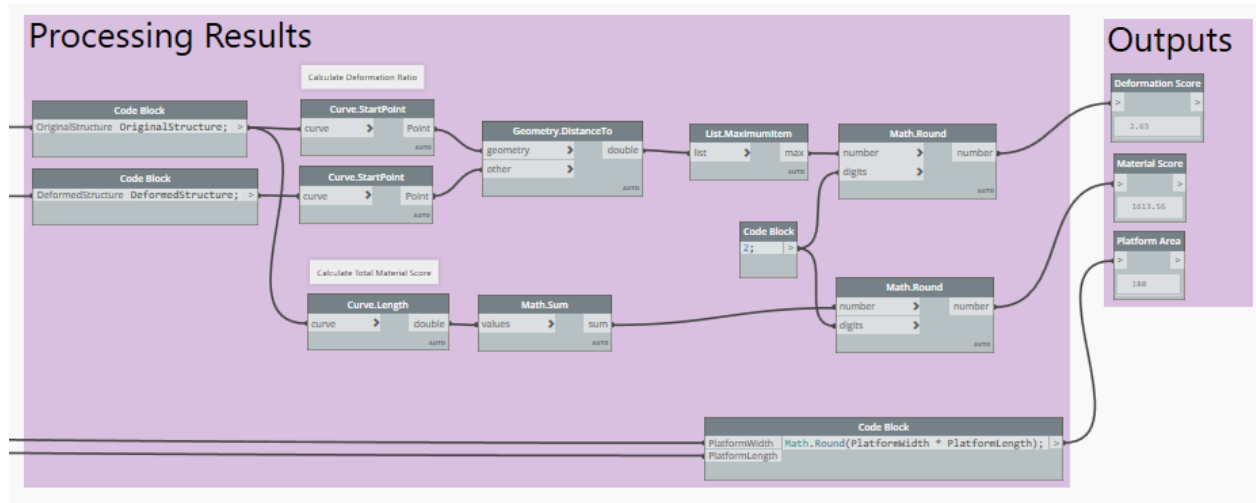 Processing Results
Calculate Deformation Ratio
Code Block
OriginalStructure OriginalStructure; >
Curve.StartPoint
curve > Point
AUTO
Code Block
DeformedStructure DeformedStructure; >
Curve.StartPoint
curve > Point
AUTO
Geometry.DistanceTo
geometry > double
other >
AUTO
List.MaximumItem
list > max
AUTO
Math.Round
number > number
digits >
AUTO
Code Block
2; >
Calculate Total Material Score
Curve.Length
curve > double
AUTO
Math.Sum
values > sum
AUTO
Math.Round
number > number
digits >
AUTO
Code Block
PlatformWidth Math.Round(PlatformWidth * PlatformLength); >
PlatformLength
Outputs
Deformation Score
> >
2.63
Material Score
> >
1613.56
Platform Area
> >
180